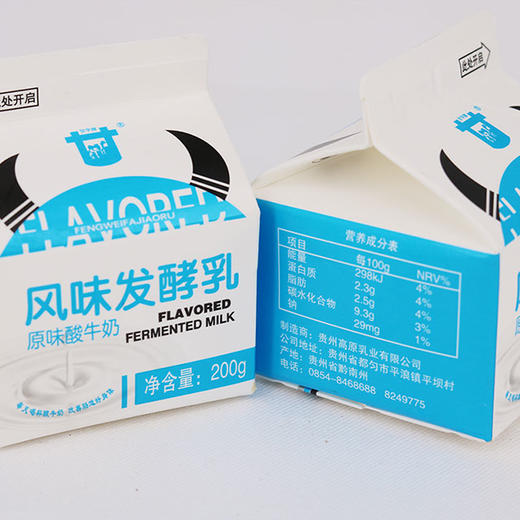 处开启
®
FLAVORED
FENGWEIFAJIAORU
风味发酵乳
原味酸牛奶
FLAVORED
FERMENTED MILK
净含量：200g
此处开启
®
营养成分表
项目 每100g NRV%
能量 298kJ 4%
蛋白质 2.3g 4%
脂肪 2.5g 4%
碳水化合物 9.3g 3%
钠 29mg 1%
制造商：贵州高原乳业有限公司
公司地址：贵州省都匀市平浪镇平坝村
产地：贵州省黔南州
电话：0854-8468688 8249775